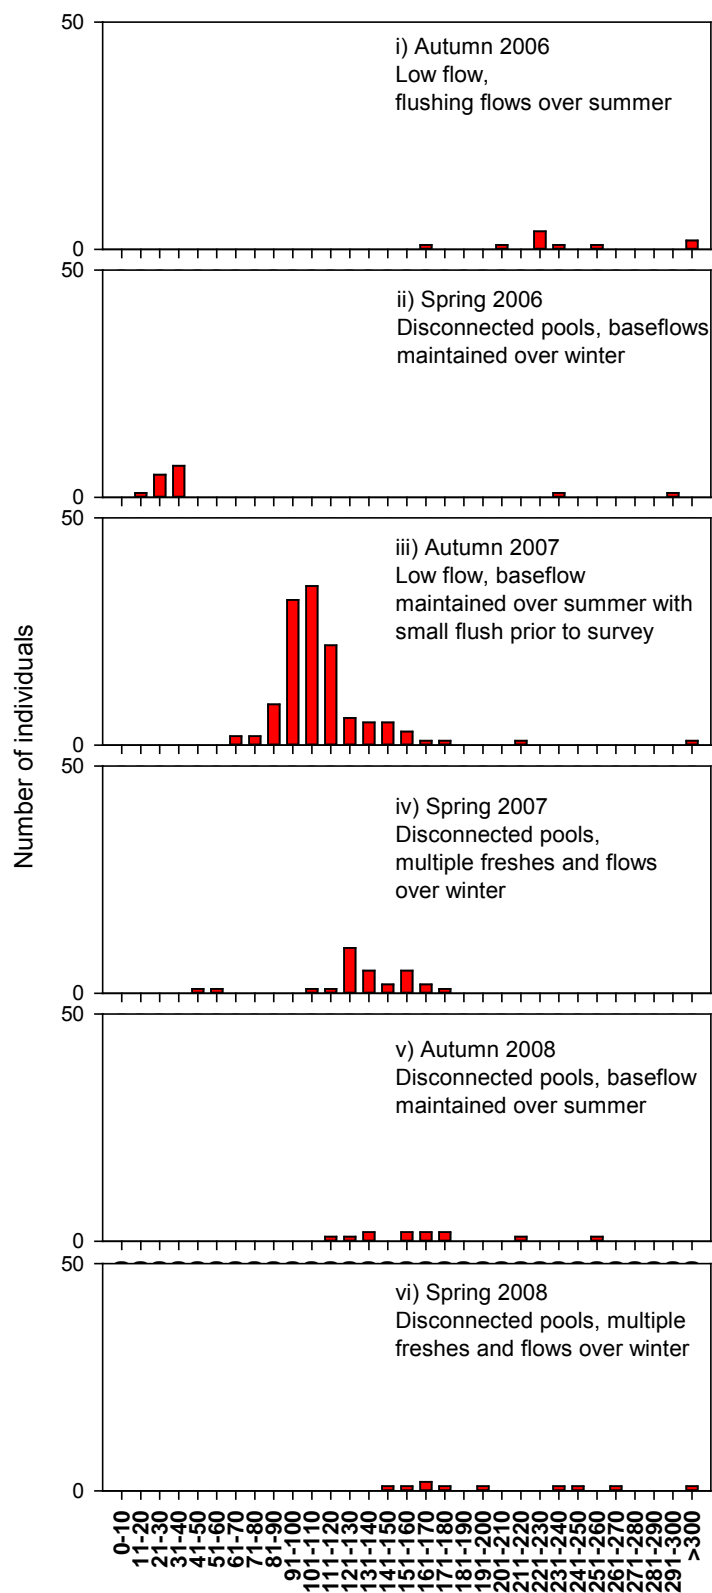 50
i) Autumn 2006
Low flow,
flushing flows over summer
0
50
ii) Spring 2006
Disconnected pools, baseflows
maintained over winter
0
50
iii) Autumn 2007
Low flow, baseflow
maintained over summer with
small flush prior to survey
0
Number of individuals
50
iv) Spring 2007
Disconnected pools,
multiple freshes and flows
over winter
0
50
v) Autumn 2008
Disconnected pools, baseflow
maintained over summer
0
50
vi) Spring 2008
Disconnected pools, multiple
freshes and flows over winter
0
0-10
11-20
21-30
31-40
41-50
51-60
61-70
71-80
81-90
91-100
101-110
111-120
121-130
131-140
141-150
151-160
161-170
171-180
181-190
191-200
201-210
211-220
221-230
231-240
241-250
251-260
261-270
271-280
281-290
291-300
>300